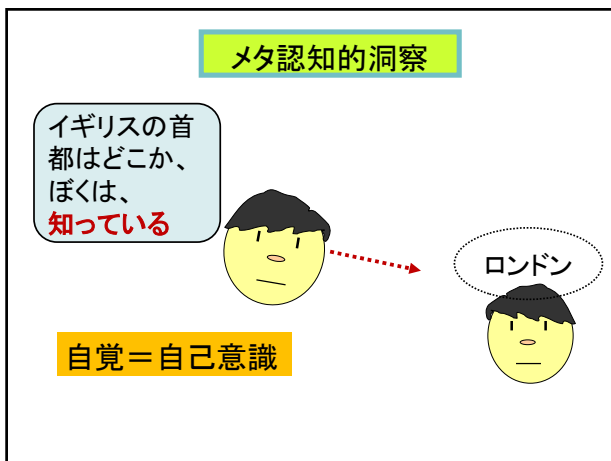 メタ認知的洞察
イギリスの首
都はどこか、
ぼくは、
知っている
ロンドン
自覚＝自己意識